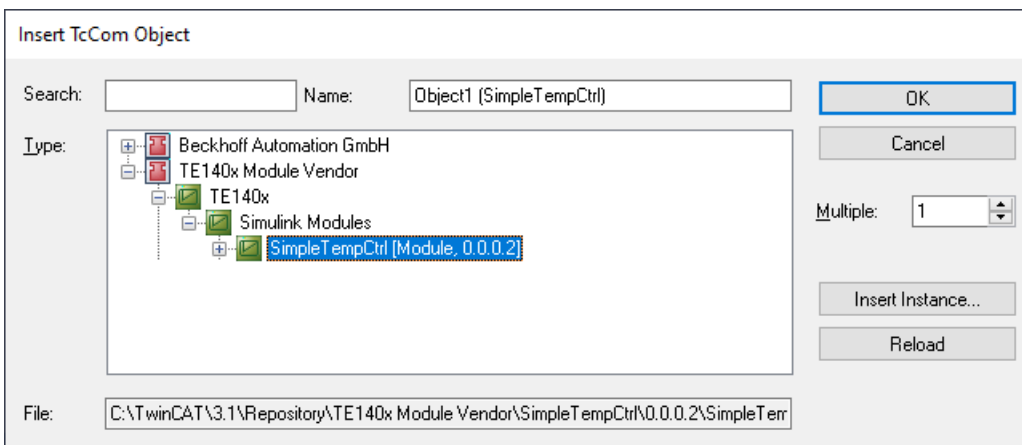 Insert TcCom Object
Search: Name: Object1 (SimpleTempCtrl) OK
Type: Beckhoff Automation GmbH Cancel
TE140x Module Vendor
TE140x
Multiple: 1
Simulink Modules
SimpleTempCtrl [Module, 0.0.0.2]
Insert Instance...
Reload
File: C:\TwinCAT\3.1\Repository\TE140x Module Vendor\SimpleTempCtrl\0.0.0.2\SimpleTem